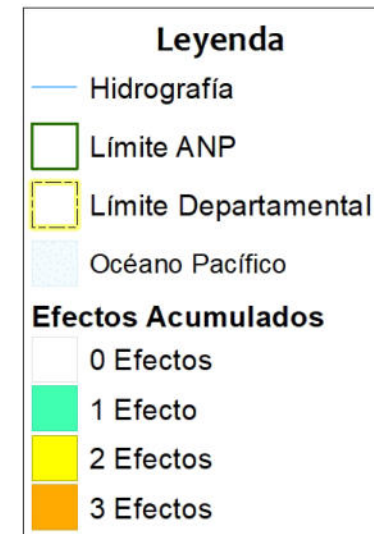 Leyenda
Hidrografía
Límite ANP
Límite Departamental
Océano Pacífico
Efectos Acumulados
0 Efectos
1 Efecto
2 Efectos
3 Efectos